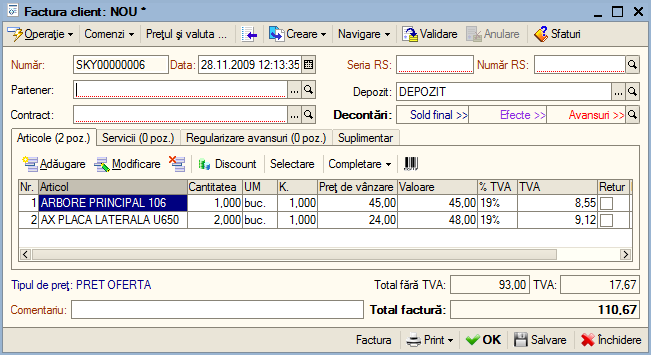 Factura client: NOU *
Operaţie Comenzi Preţul şi valuta ... Creare Navigare Validare Anulare Sfaturi
Număr: SKY00000006 Data: 28.11.2009 12:13:35 Seria RS: Număr RS:
Partener: ... Depozit: DEPOZIT ...
Contract: ... Decontări: Sold final >> Efecte >> Avansuri >>
Articole (2 poz.) Servicii (0 poz.) Regularizare avansuri (0 poz.) Suplimentar
Adăugare Modificare Discount Selectare Completare
Nr. Articol Cantitatea UM K. Preţ de vânzare Valoare % TVA TVA Retur
1 ARBORE PRINCIPAL 106 1,000 buc. 1,000 45,00 45,00 19% 8,55
2 AX PLACA LATERALA U650 2,000 buc. 1,000 24,00 48,00 19% 9,12
Tipul de preţ: PRET OFERTA Total fără TVA: 93,00 TVA: 17,67
Comentariu: Total factură: 110,67
Factura Print OK Salvare Închidere